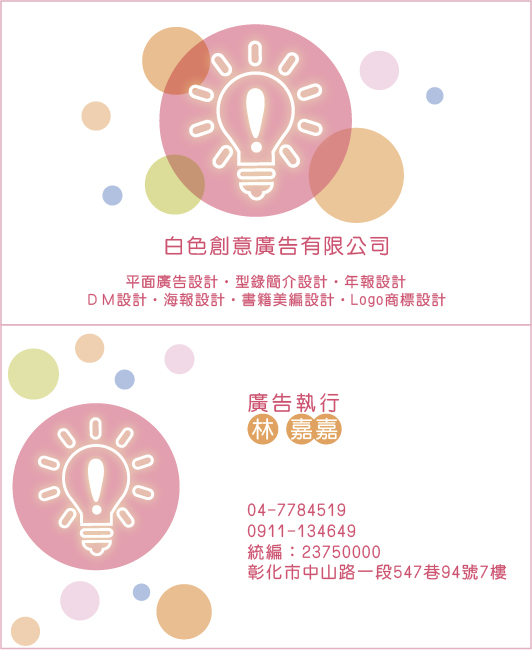 白色創意廣告有限公司
平面廣告設計・型錄簡介設計・年報設計
ＤＭ設計・海報設計・書籍美編設計・Logo商標設計
廣告執行
林 嘉嘉
04-7784519
0911-134649
統編：23750000
彰化市中山路一段547巷94號7樓